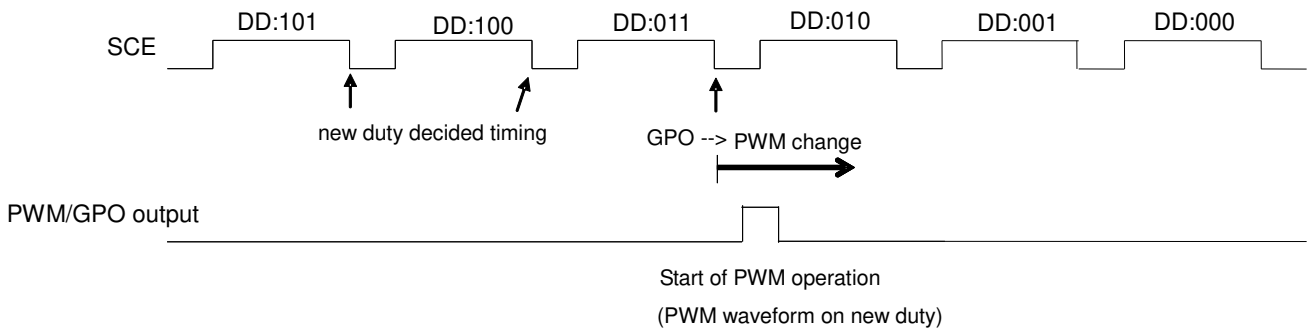 DD:101 DD:100 DD:011 DD:010 DD:001 DD:000
SCE
new duty decided timing
GPO --> PWM change
PWM/GPO output
Start of PWM operation
(PWM waveform on new duty)